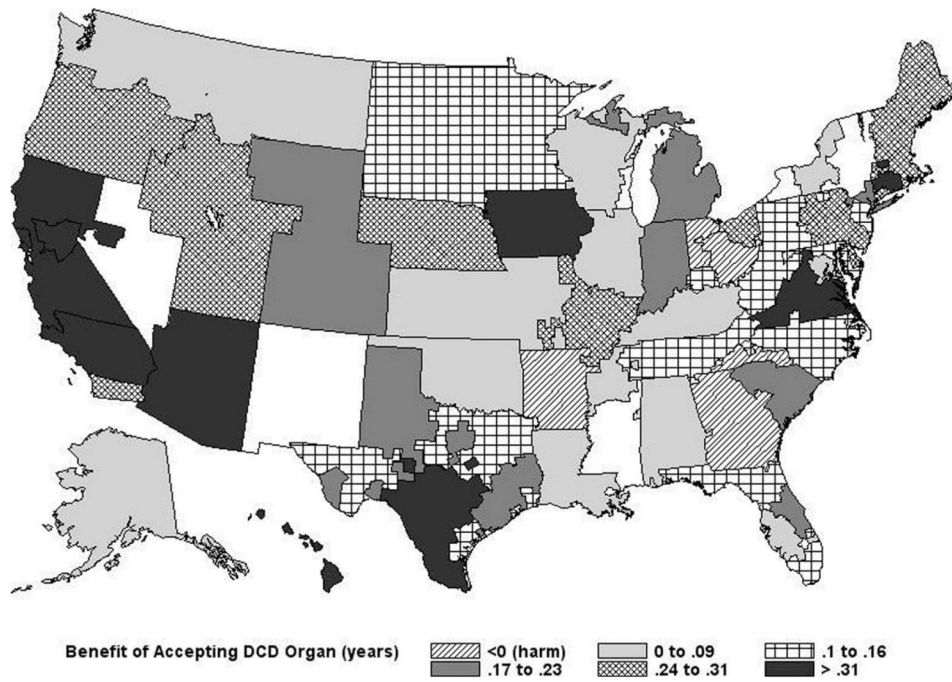 Benefit of Accepting DCD Organ (years) <0 (harm) 0 to .09 .1 to .16
.17 to .23 .24 to .31 > .31